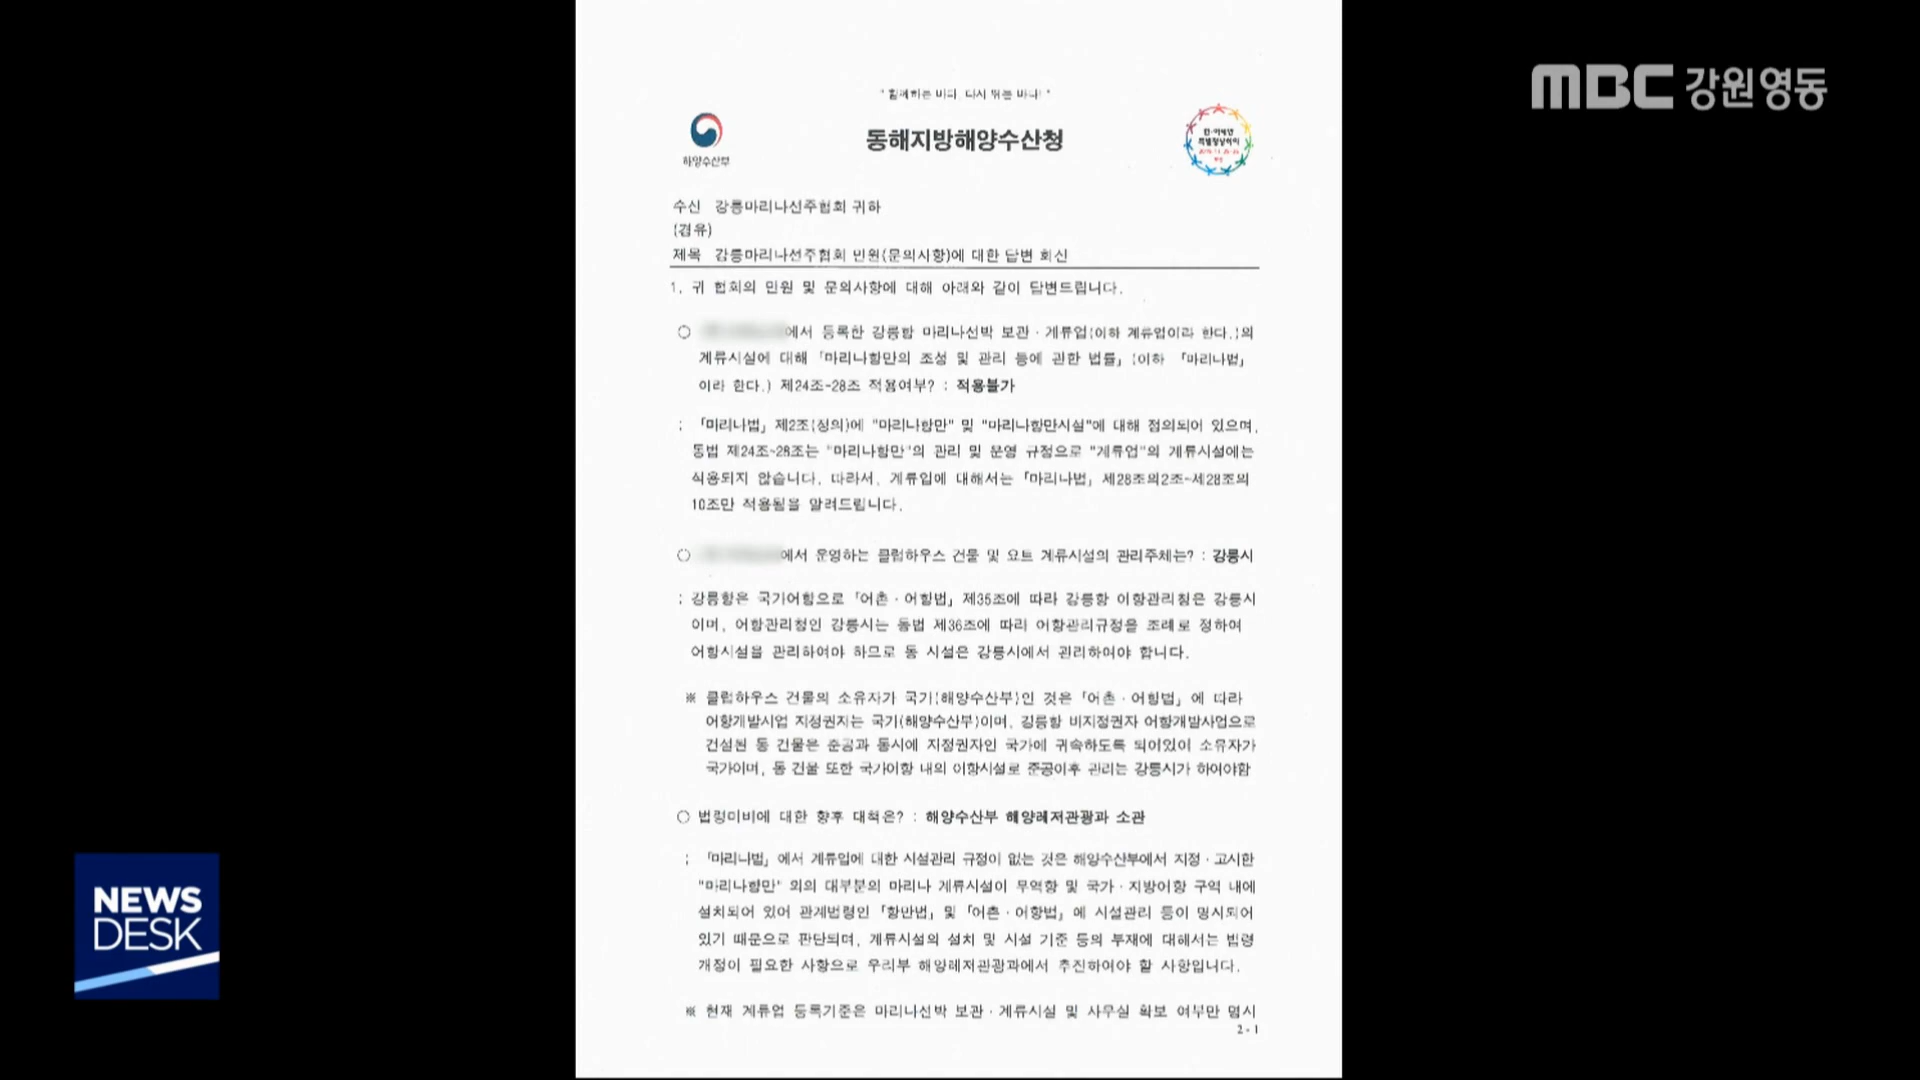 MBC 강원영동
" 함께하는 바다, 다시 뛰는 바다! "
해양수산부
동해지방해양수산청
한·아세안
특별정상회의
수신 강릉마리나선주협회 귀하
(경유)
제목 강릉마리나선주협회 민원(문의사항)에 대한 답변 회신
1. 귀 협회의 민원 및 문의사항에 대해 아래와 같이 답변드립니다.
○ 에서 등록한 강릉항 마리나선박 보관·계류업(이하 계류업이라 한다.)의
계류시설에 대해 「마리나항만의 조성 및 관리 등에 관한 법률」(이하 「마리나법」
이라 한다.) 제24조~28조 적용여부? : 적용불가
; 「마리나법」 제2조(정의)에 "마리나항만" 및 "마리나항만시설"에 대해 정의되어 있으며,
동법 제24조~28조는 "마리나항만"의 관리 및 운영 규정으로 "계류업"의 계류시설에는
적용되지 않습니다. 따라서, 계류업에 대해서는 「마리나법」 제28조의2조~제28조의
10조만 적용됨을 알려드립니다.
○ 에서 운영하는 클럽하우스 건물 및 요트 계류시설의 관리주체는? : 강릉시
; 강릉항은 국가어항으로 「어촌·어항법」 제35조에 따라 강릉항 어항관리청은 강릉시
이며, 어항관리청인 강릉시는 동법 제36조에 따라 어항관리규정을 조례로 정하여
어항시설을 관리하여야 하므로 동 시설은 강릉시에서 관리하여야 합니다.
※ 클럽하우스 건물의 소유자가 국가(해양수산부)인 것은 「어촌·어항법」에 따라
어항개발사업 지정권자는 국가(해양수산부)이며, 강릉항 비지정권자 어항개발사업으로
건설된 동 건물은 준공과 동시에 지정권자인 국가에 귀속하도록 되어있어 소유자가
국가이며, 동 건물 또한 국가어항 내의 어항시설로 준공이후 관리는 강릉시가 하여야함
○ 법령미비에 대한 향후 대책은? : 해양수산부 해양레저관광과 소관
; 「마리나법」에서 계류업에 대한 시설관리 규정이 없는 것은 해양수산부에서 지정·고시한
"마리나항만" 외의 대부분의 마리나 계류시설이 무역항 및 국가·지방어항 구역 내에
설치되어 있어 관계법령인 「항만법」 및 「어촌·어항법」에 시설관리 등이 명시되어
있기 때문으로 판단되며, 계류시설의 설치 및 시설 기준 등의 부재에 대해서는 법령
개정이 필요한 사항으로 우리부 해양레저관광과에서 추진하여야 할 사항입니다.
※ 현재 계류업 등록기준은 마리나선박 보관·계류시설 및 사무실 확보 여부만 명시
2-1
NEWS
DESK